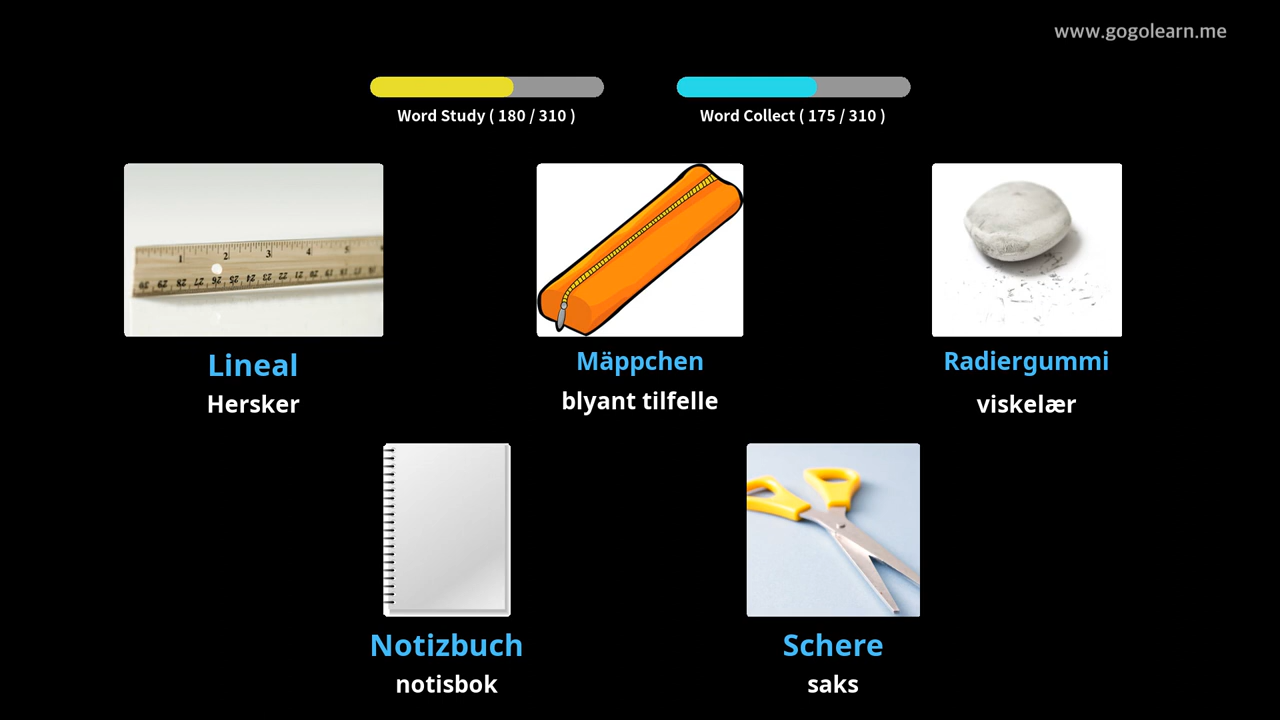 www.gogolearn.me
Word Study ( 180 / 310 )
Word Collect ( 175 / 310 )
Lineal
Hersker
Mäppchen
blyant tilfelle
Radiergummi
viskelær
Notizbuch
notisbok
Schere
saks